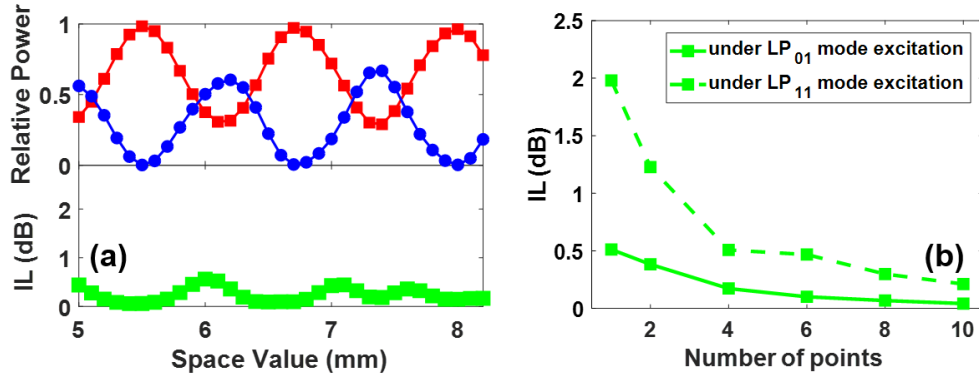 Relative Power
1
0.5
0
IL (dB)
2
1
0
(a)
5
6
7
8
Space Value (mm)
IL (dB)
2.5
2
1.5
1
0.5
0
under LP01 mode excitation
under LP11 mode excitation
(b)
2
4
6
8
10
Number of points